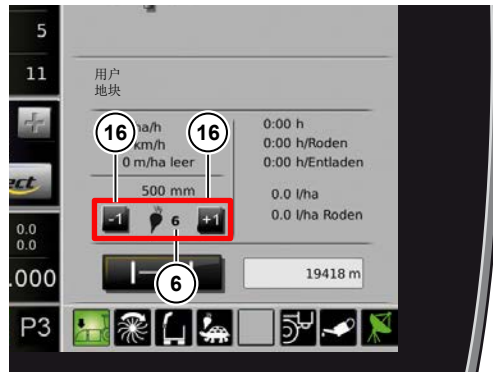 5
11
用户
地块
ha/h
km/h
0 m/ha leer
0:00 h
0:00 h/Roden
0:00 h/Entladen
16
16
500 mm
0.0 l/ha
0.0 l/ha Roden
-1
6
+1
6
ect
0.0
0.0
.000
19418 m
P3